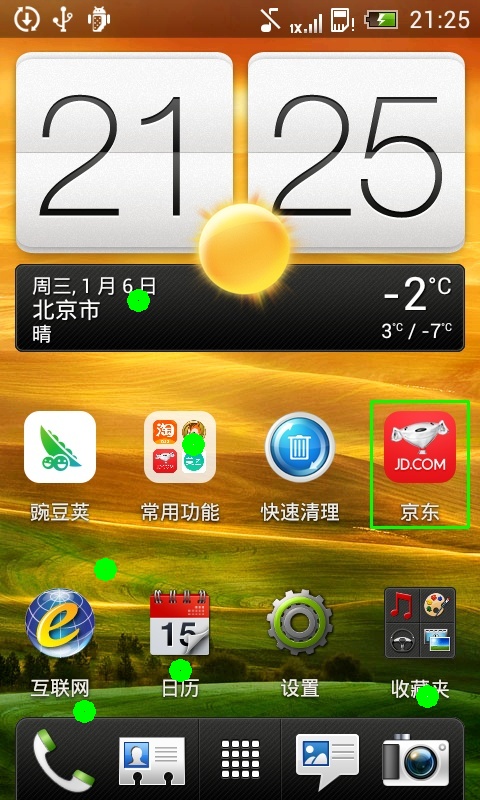 1X
21:25
21 25
周三, 1 月 6 日
北京市
晴
-2°C
3°C / -7°C
淘
JD.COM
豌豆荚 常用功能 快速清理 京东
15
互联网 日历 设置 收藏夹